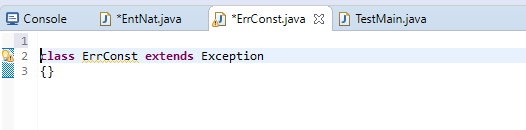 Console *EntNat.java *ErrConst.java TestMain.java
1
2 class ErrConst extends Exception
3 {}